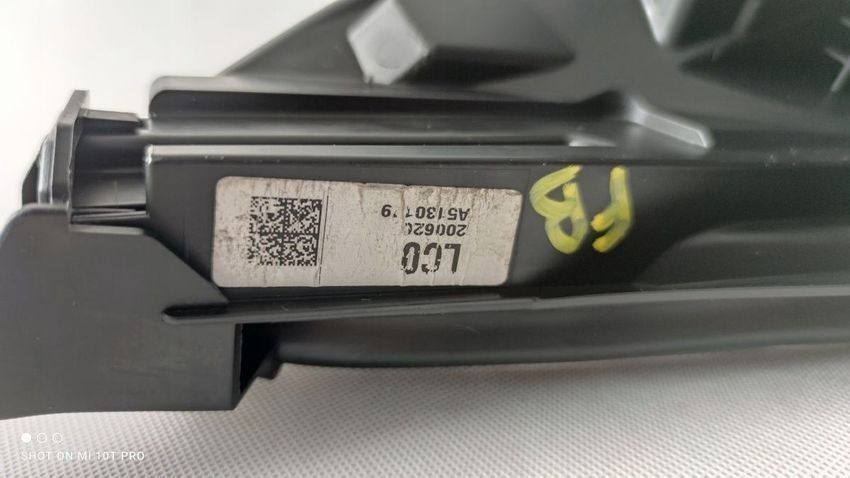 LC0
200620
FB
SHOT ON MI 10T PRO